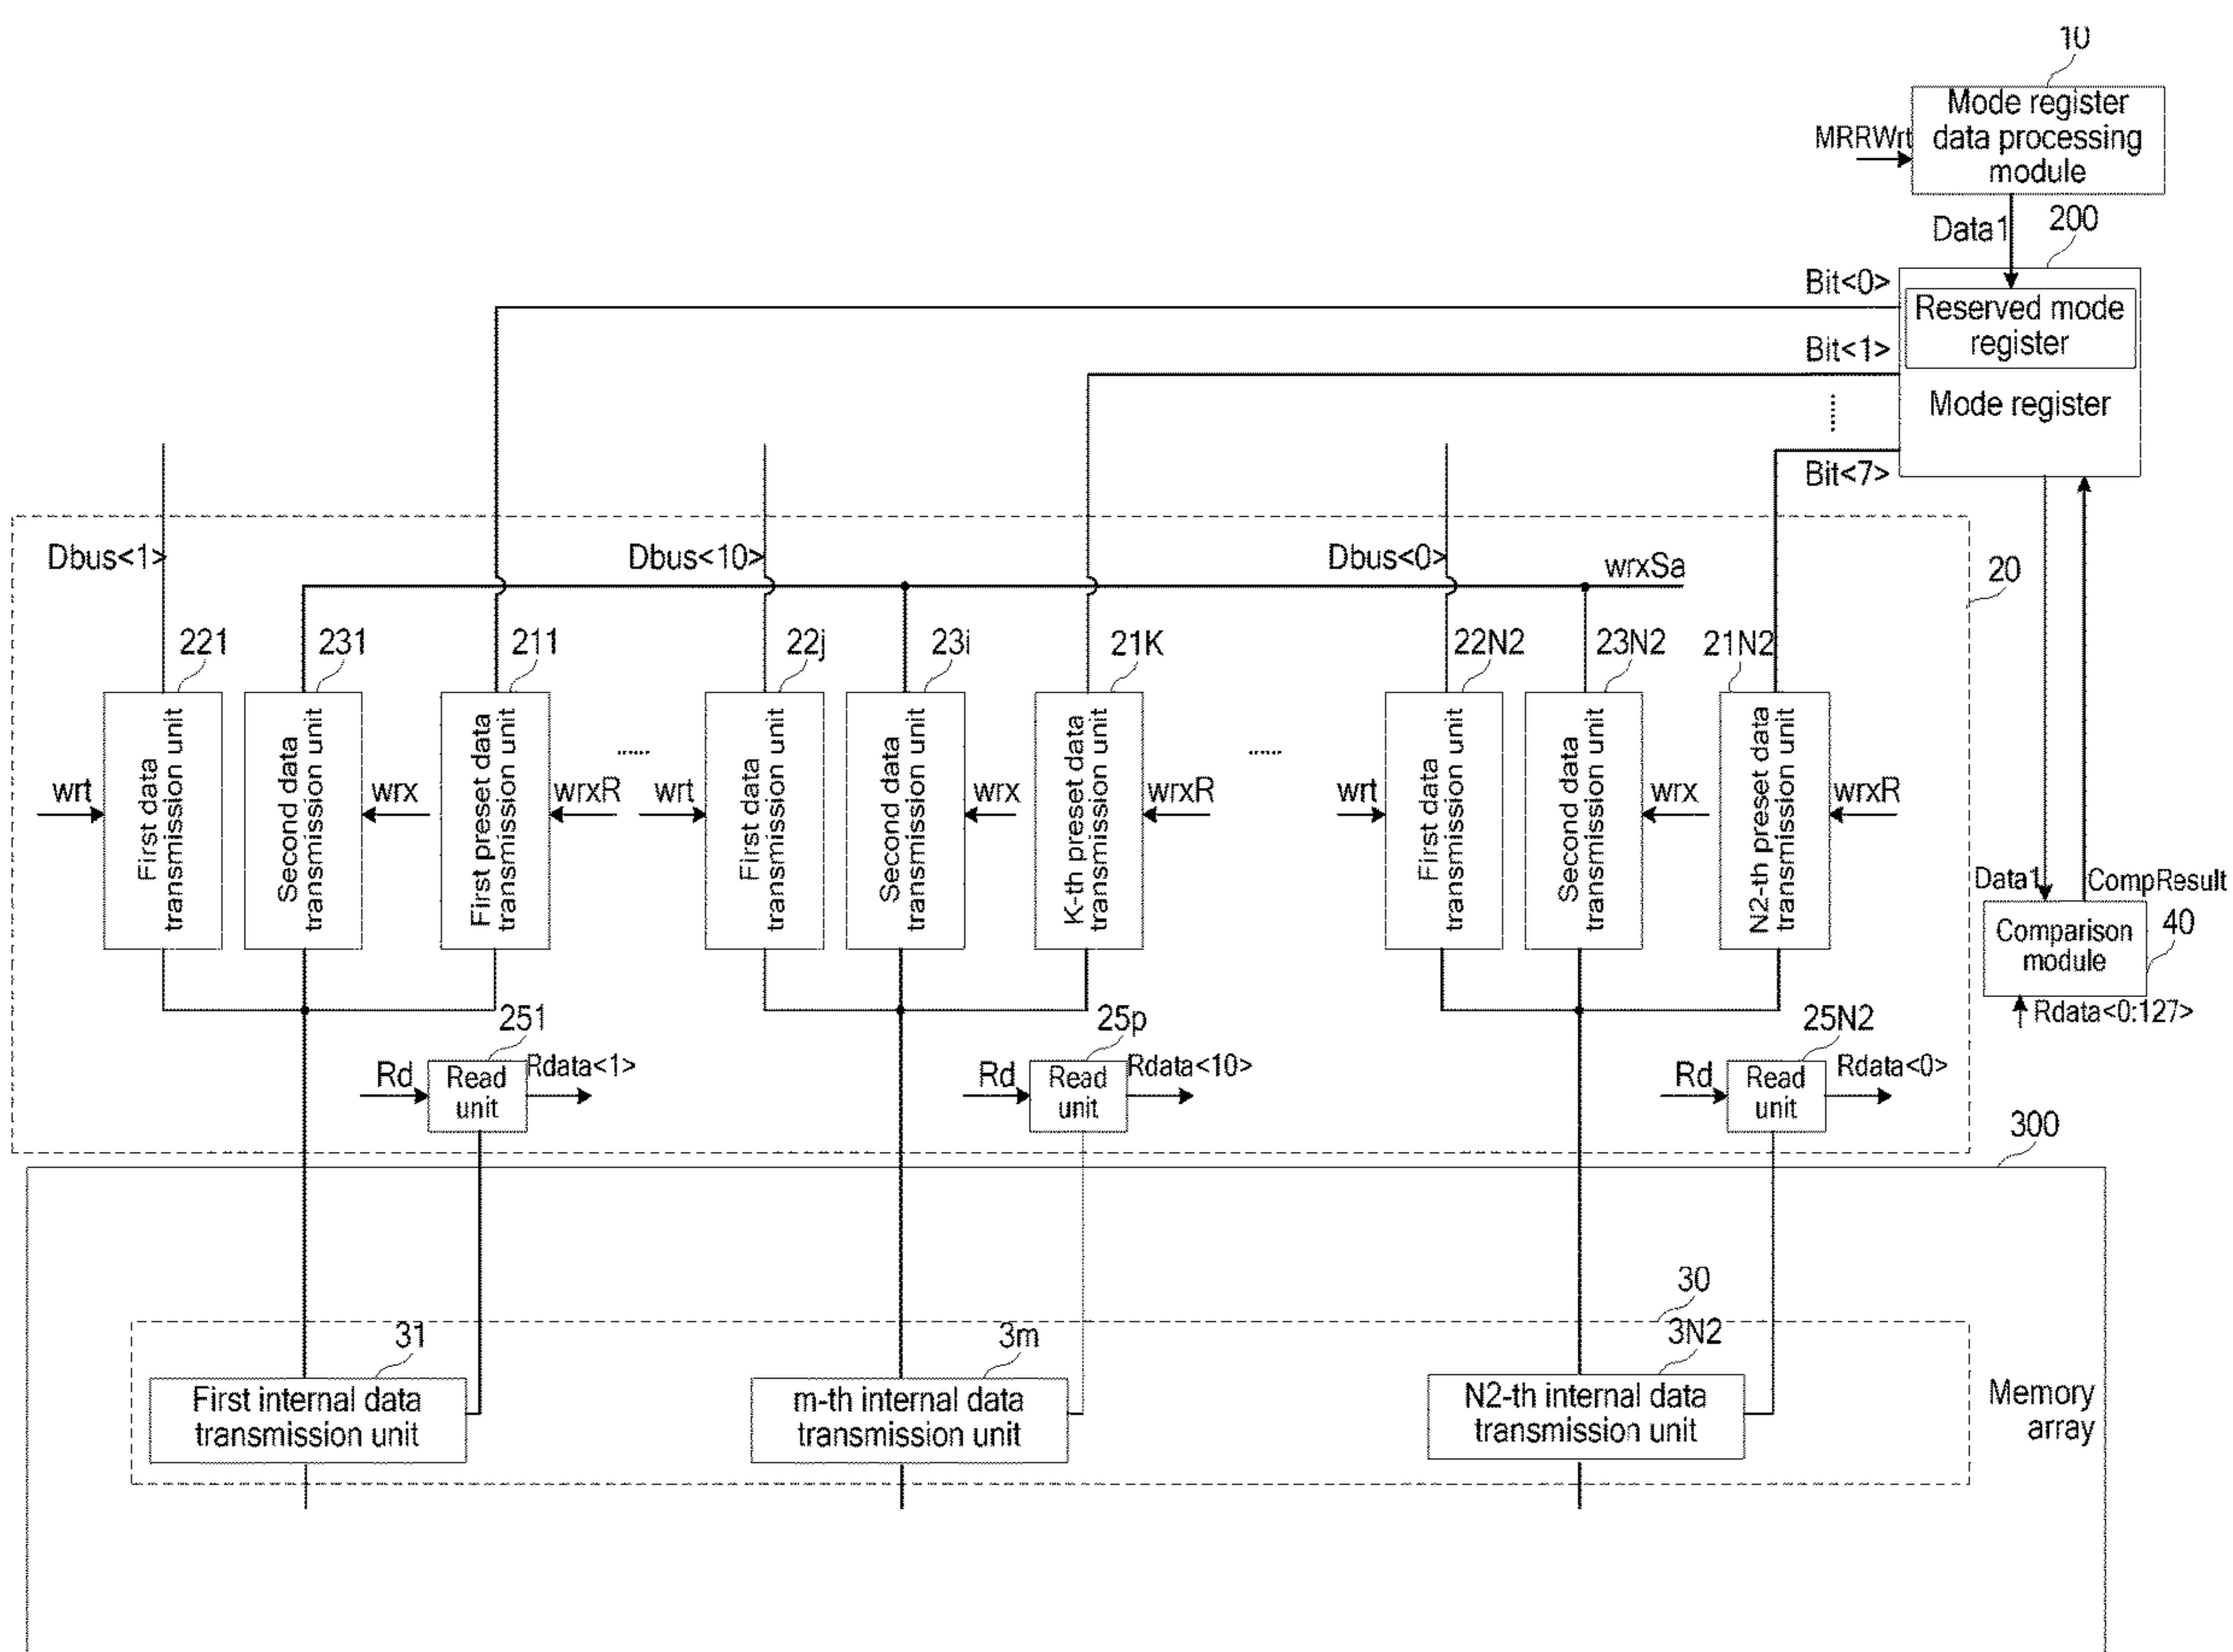 10
Mode register
data processing
module
MRRWrt
Data1
200
Bit<0>
Reserved mode
register
Bit<1>
Mode register
......
Bit<7>
Dbus<1>
Dbus<10>
Dbus<0>
wrxSa
20
221
231
211
22j
23i
21K
22N2
23N2
21N2
First data
transmission unit
Second data
transmission unit
First preset data
transmission unit
......
First data
transmission unit
Second data
transmission unit
K-th preset data
transmission unit
......
First data
transmission unit
Second data
transmission unit
N2-th preset data
transmission unit
wrt
wrx
wrxR
wrt
wrx
wrxR
wrt
wrx
wrxR
Data1
CompResult
Comparison
module
40
Rdata<0:127>
251
25p
25N2
Rd
Read
unit
Rdata<1>
Rd
Read
unit
Rdata<10>
Rd
Read
unit
Rdata<0>
300
30
31
3m
3N2
First internal data
transmission unit
m-th internal data
transmission unit
N2-th internal data
transmission unit
Memory
array